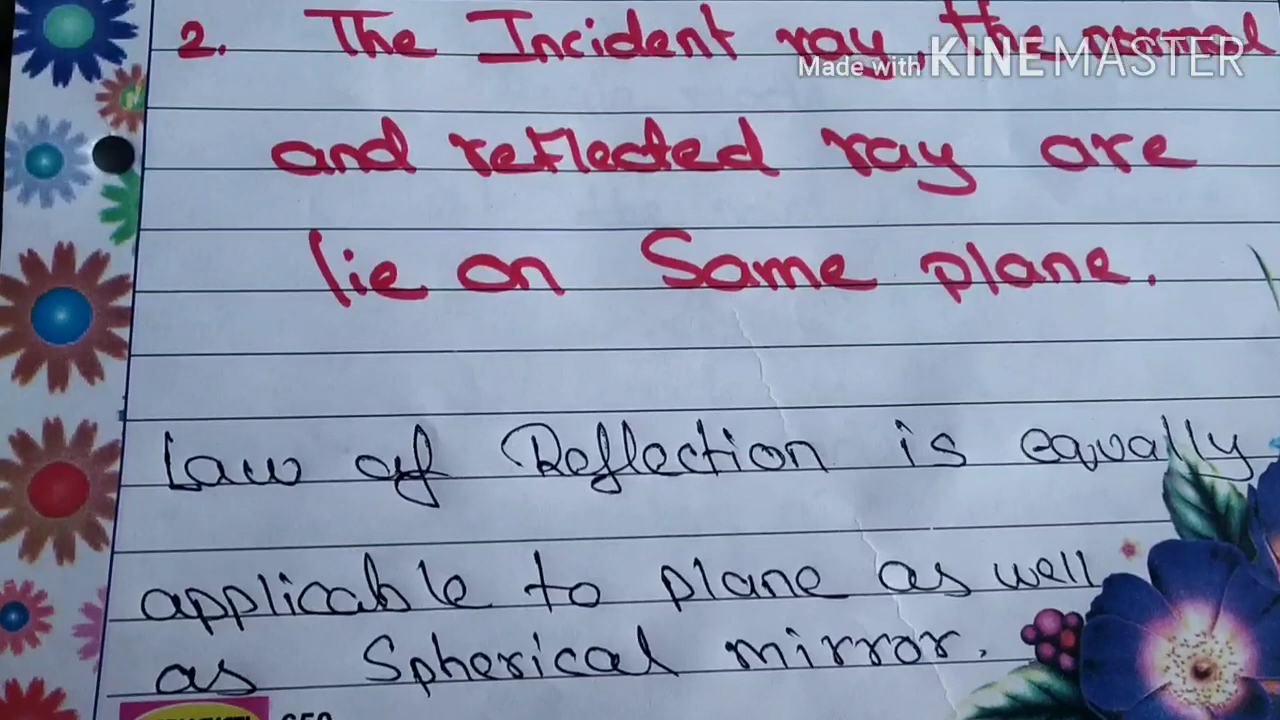 2. The Incident ray, the normal
Made with KINEMASTER
and reflected ray are
lie on Same plane.
Law of Reflection is equally
applicable to plane as well
as Spherical mirror.